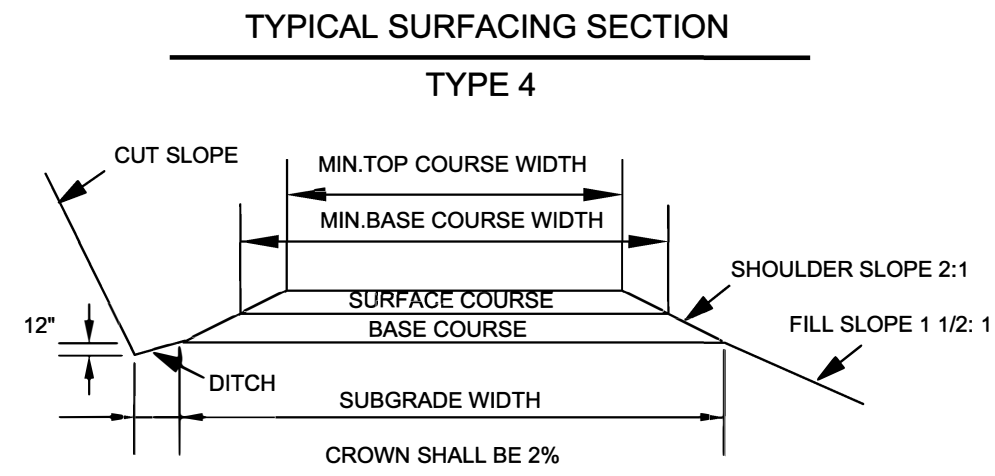 TYPICAL SURFACING SECTION
TYPE 4
CUT SLOPE
MIN.TOP COURSE WIDTH
MIN.BASE COURSE WIDTH
SHOULDER SLOPE 2:1
SURFACE COURSE
12"
BASE COURSE
FILL SLOPE 1 1/2: 1
DITCH
SUBGRADE WIDTH
CROWN SHALL BE 2%